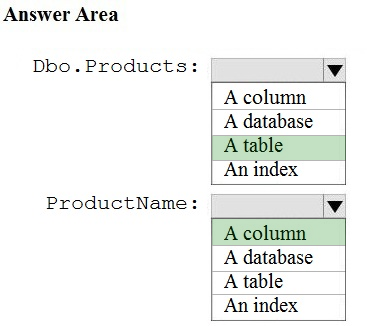 Answer Area
Dbo.Products:
A column
A database
A table
An index
ProductName:
A column
A database
A table
An index